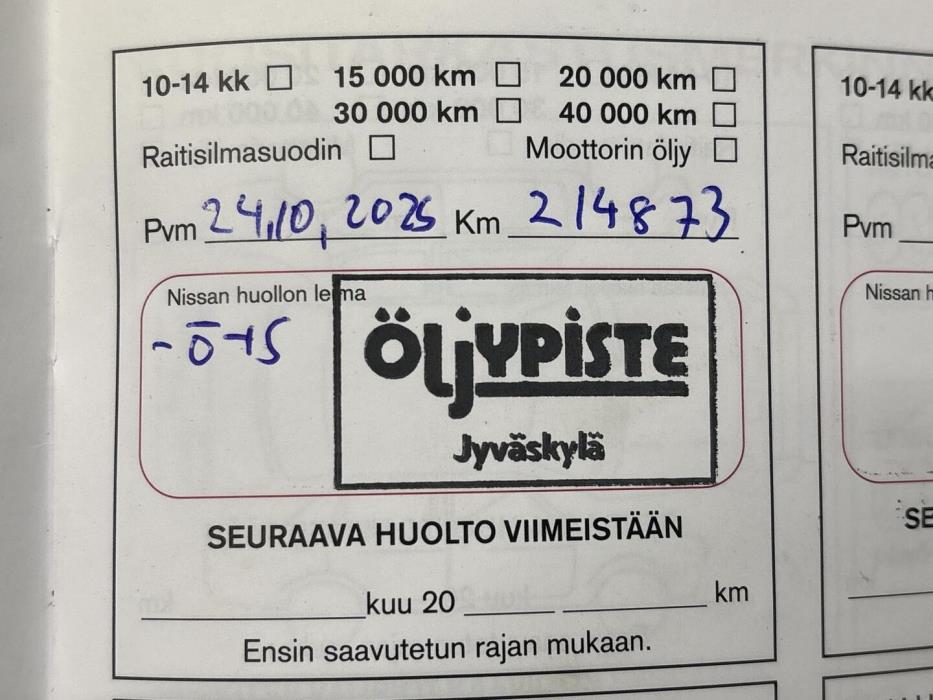 10-14 kk ☐ 15 000 km ☐ 20 000 km ☐
30 000 km ☐ 40 000 km ☐
Raitisilmasuodin ☐ Moottorin öljy ☐
Pvm 24.10, 2025 Km 214873
Nissan huollon leima
- ö+s
ÖLjYPiSTE
Jyväskylä
SEURAAVA HUOLTO VIIMEISTÄÄN
kuu 20 km
Ensin saavutetun rajan mukaan.
10-14 kk
Raitisilma
Pvm
Nissan h
SE